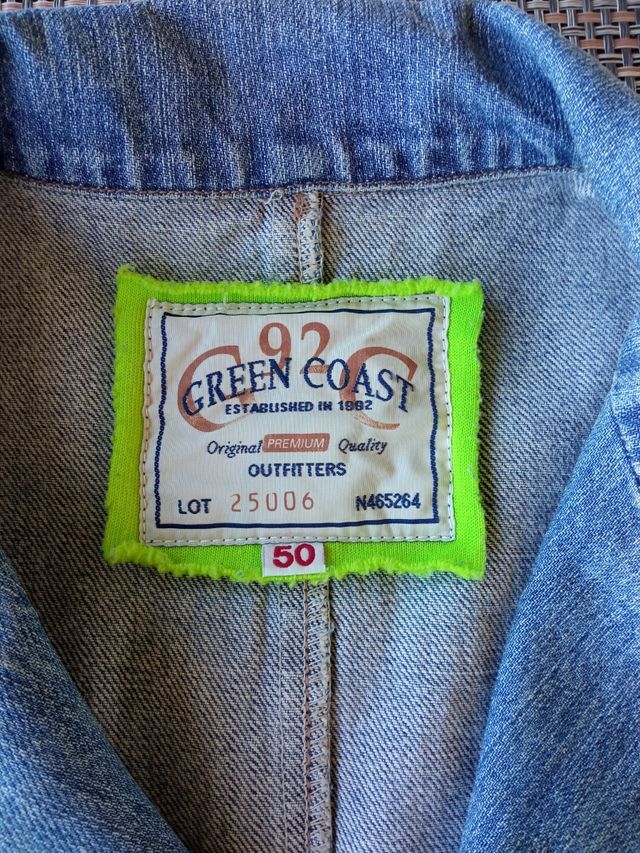 G 92 C
GREEN COAST
ESTABLISHED IN 1992
Original PREMIUM Quality
OUTFITTERS
LOT 25006 N465264
50